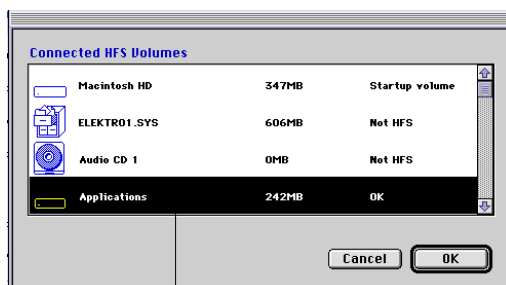 Connected HFS Volumes
Macintosh HD 347MB Startup volume
ELEKTRO1.SYS 606MB Not HFS
Audio CD 1 0MB Not HFS
Applications 242MB OK
Cancel OK